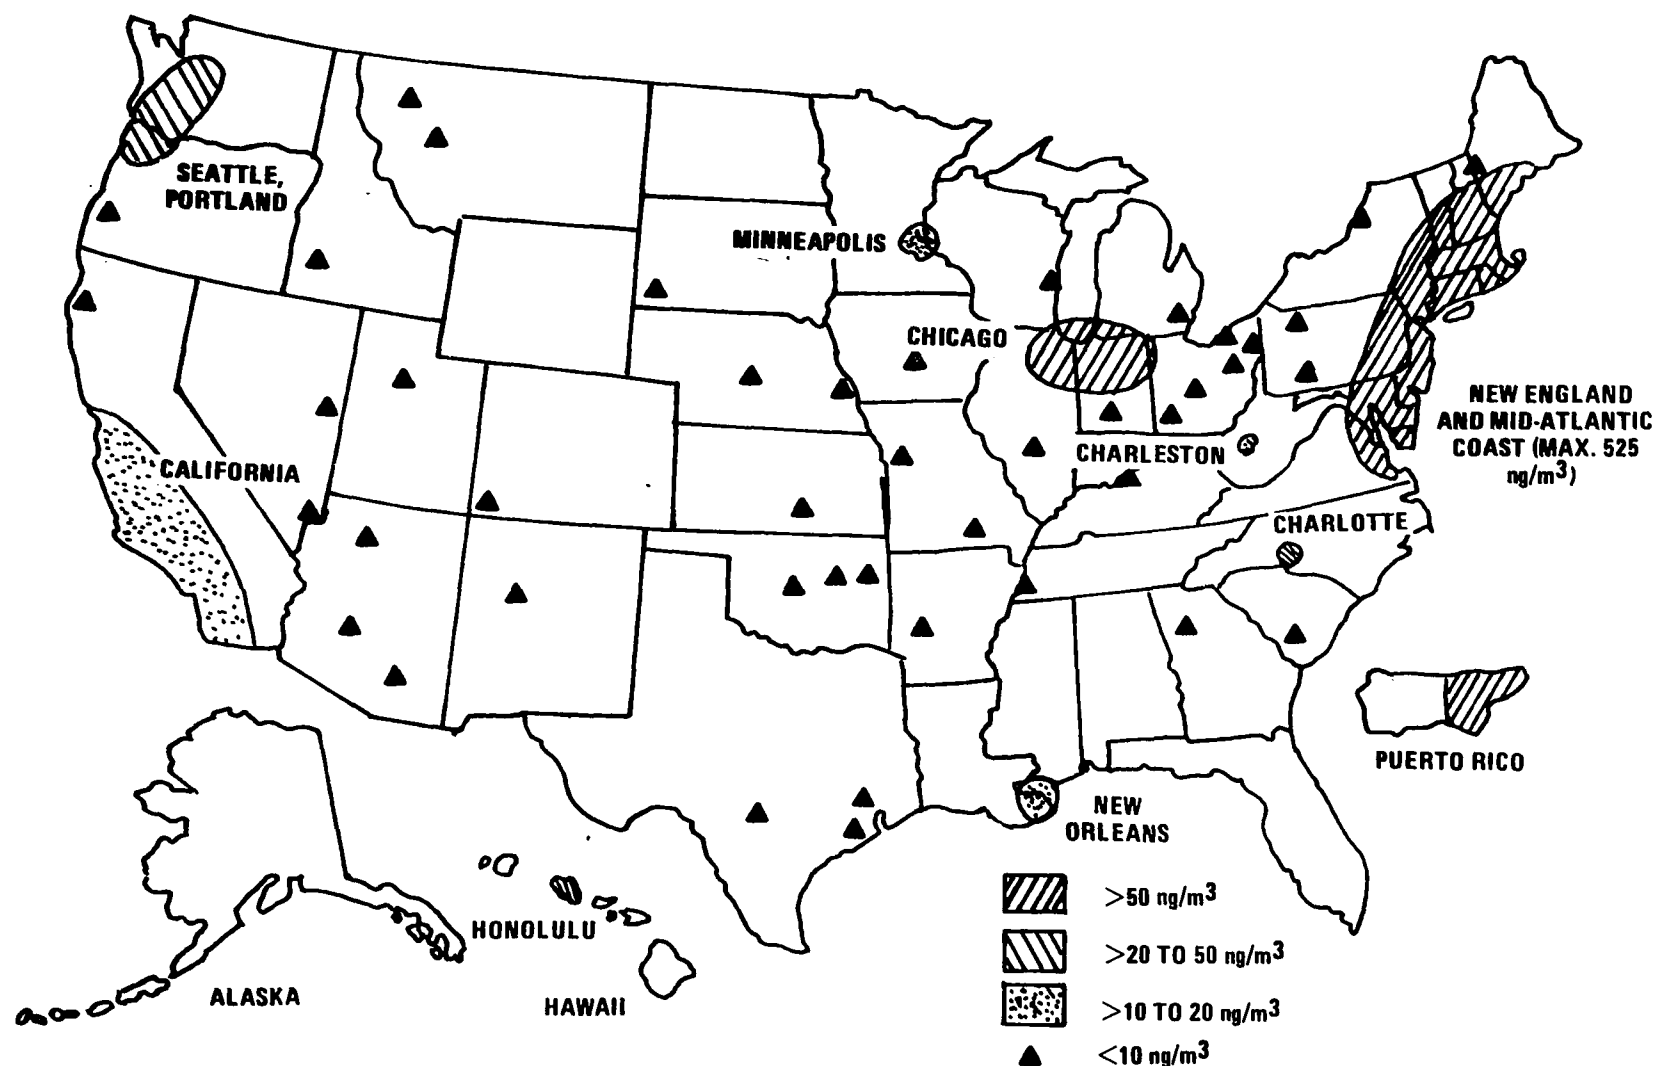 SEATTLE,
PORTLAND
MINNEAPOLIS
CHICAGO
NEW ENGLAND
AND MID-ATLANTIC
COAST (MAX. 525
ng/m³)
CALIFORNIA
CHARLESTON
CHARLOTTE
PUERTO RICO
NEW
ORLEANS
HONOLULU
ALASKA
HAWAII
>50 ng/m³
>20 TO 50 ng/m³
>10 TO 20 ng/m³
<10 ng/m³